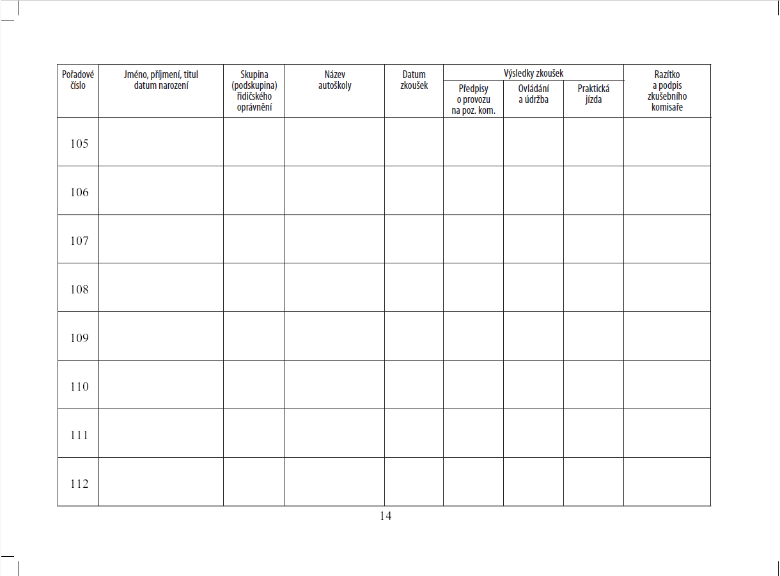 Pořadové
číslo
Jméno, příjmení, titul
datum narození
Skupina
(podskupina)
řidičského
oprávnění
Název
autoškoly
Datum
zkoušek
Výsledky zkoušek
Předpisy
o provozu
na poz. kom.
Ovládání
a údržba
Praktická
jízda
Razítko
a podpis
zkušebního
komisaře
105
106
107
108
109
110
111
112
14